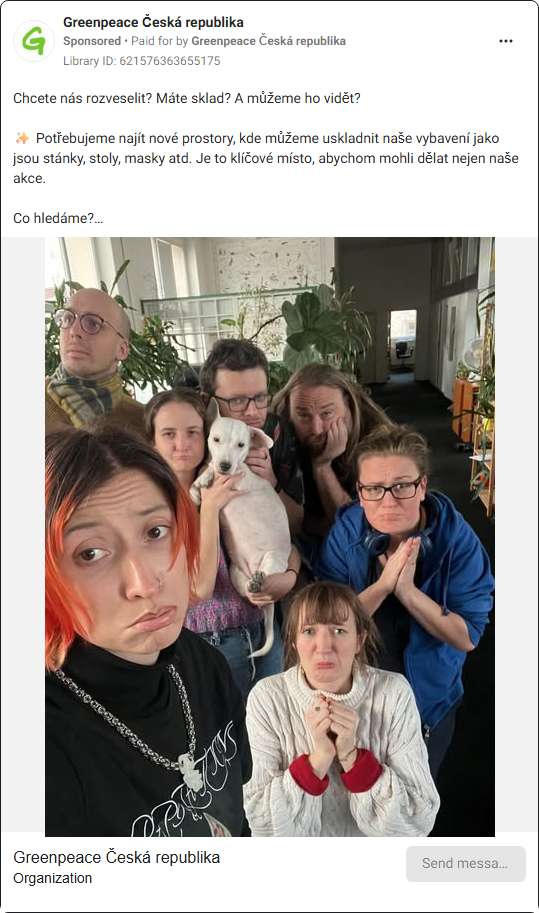 Greenpeace Česká republika
Sponsored • Paid for by Greenpeace Česká republika
Library ID: 621576363655175
Chcete nás rozveselit? Máte sklad? A můžeme ho vidět?
✨ Potřebujeme najít nové prostory, kde můžeme uskladnit naše vybavení jako
jsou stánky, stoly, masky atd. Je to klíčové místo, abychom mohli dělat nejen naše
akce.
Co hledáme?...
Greenpeace Česká republika
Organization
Send messa...